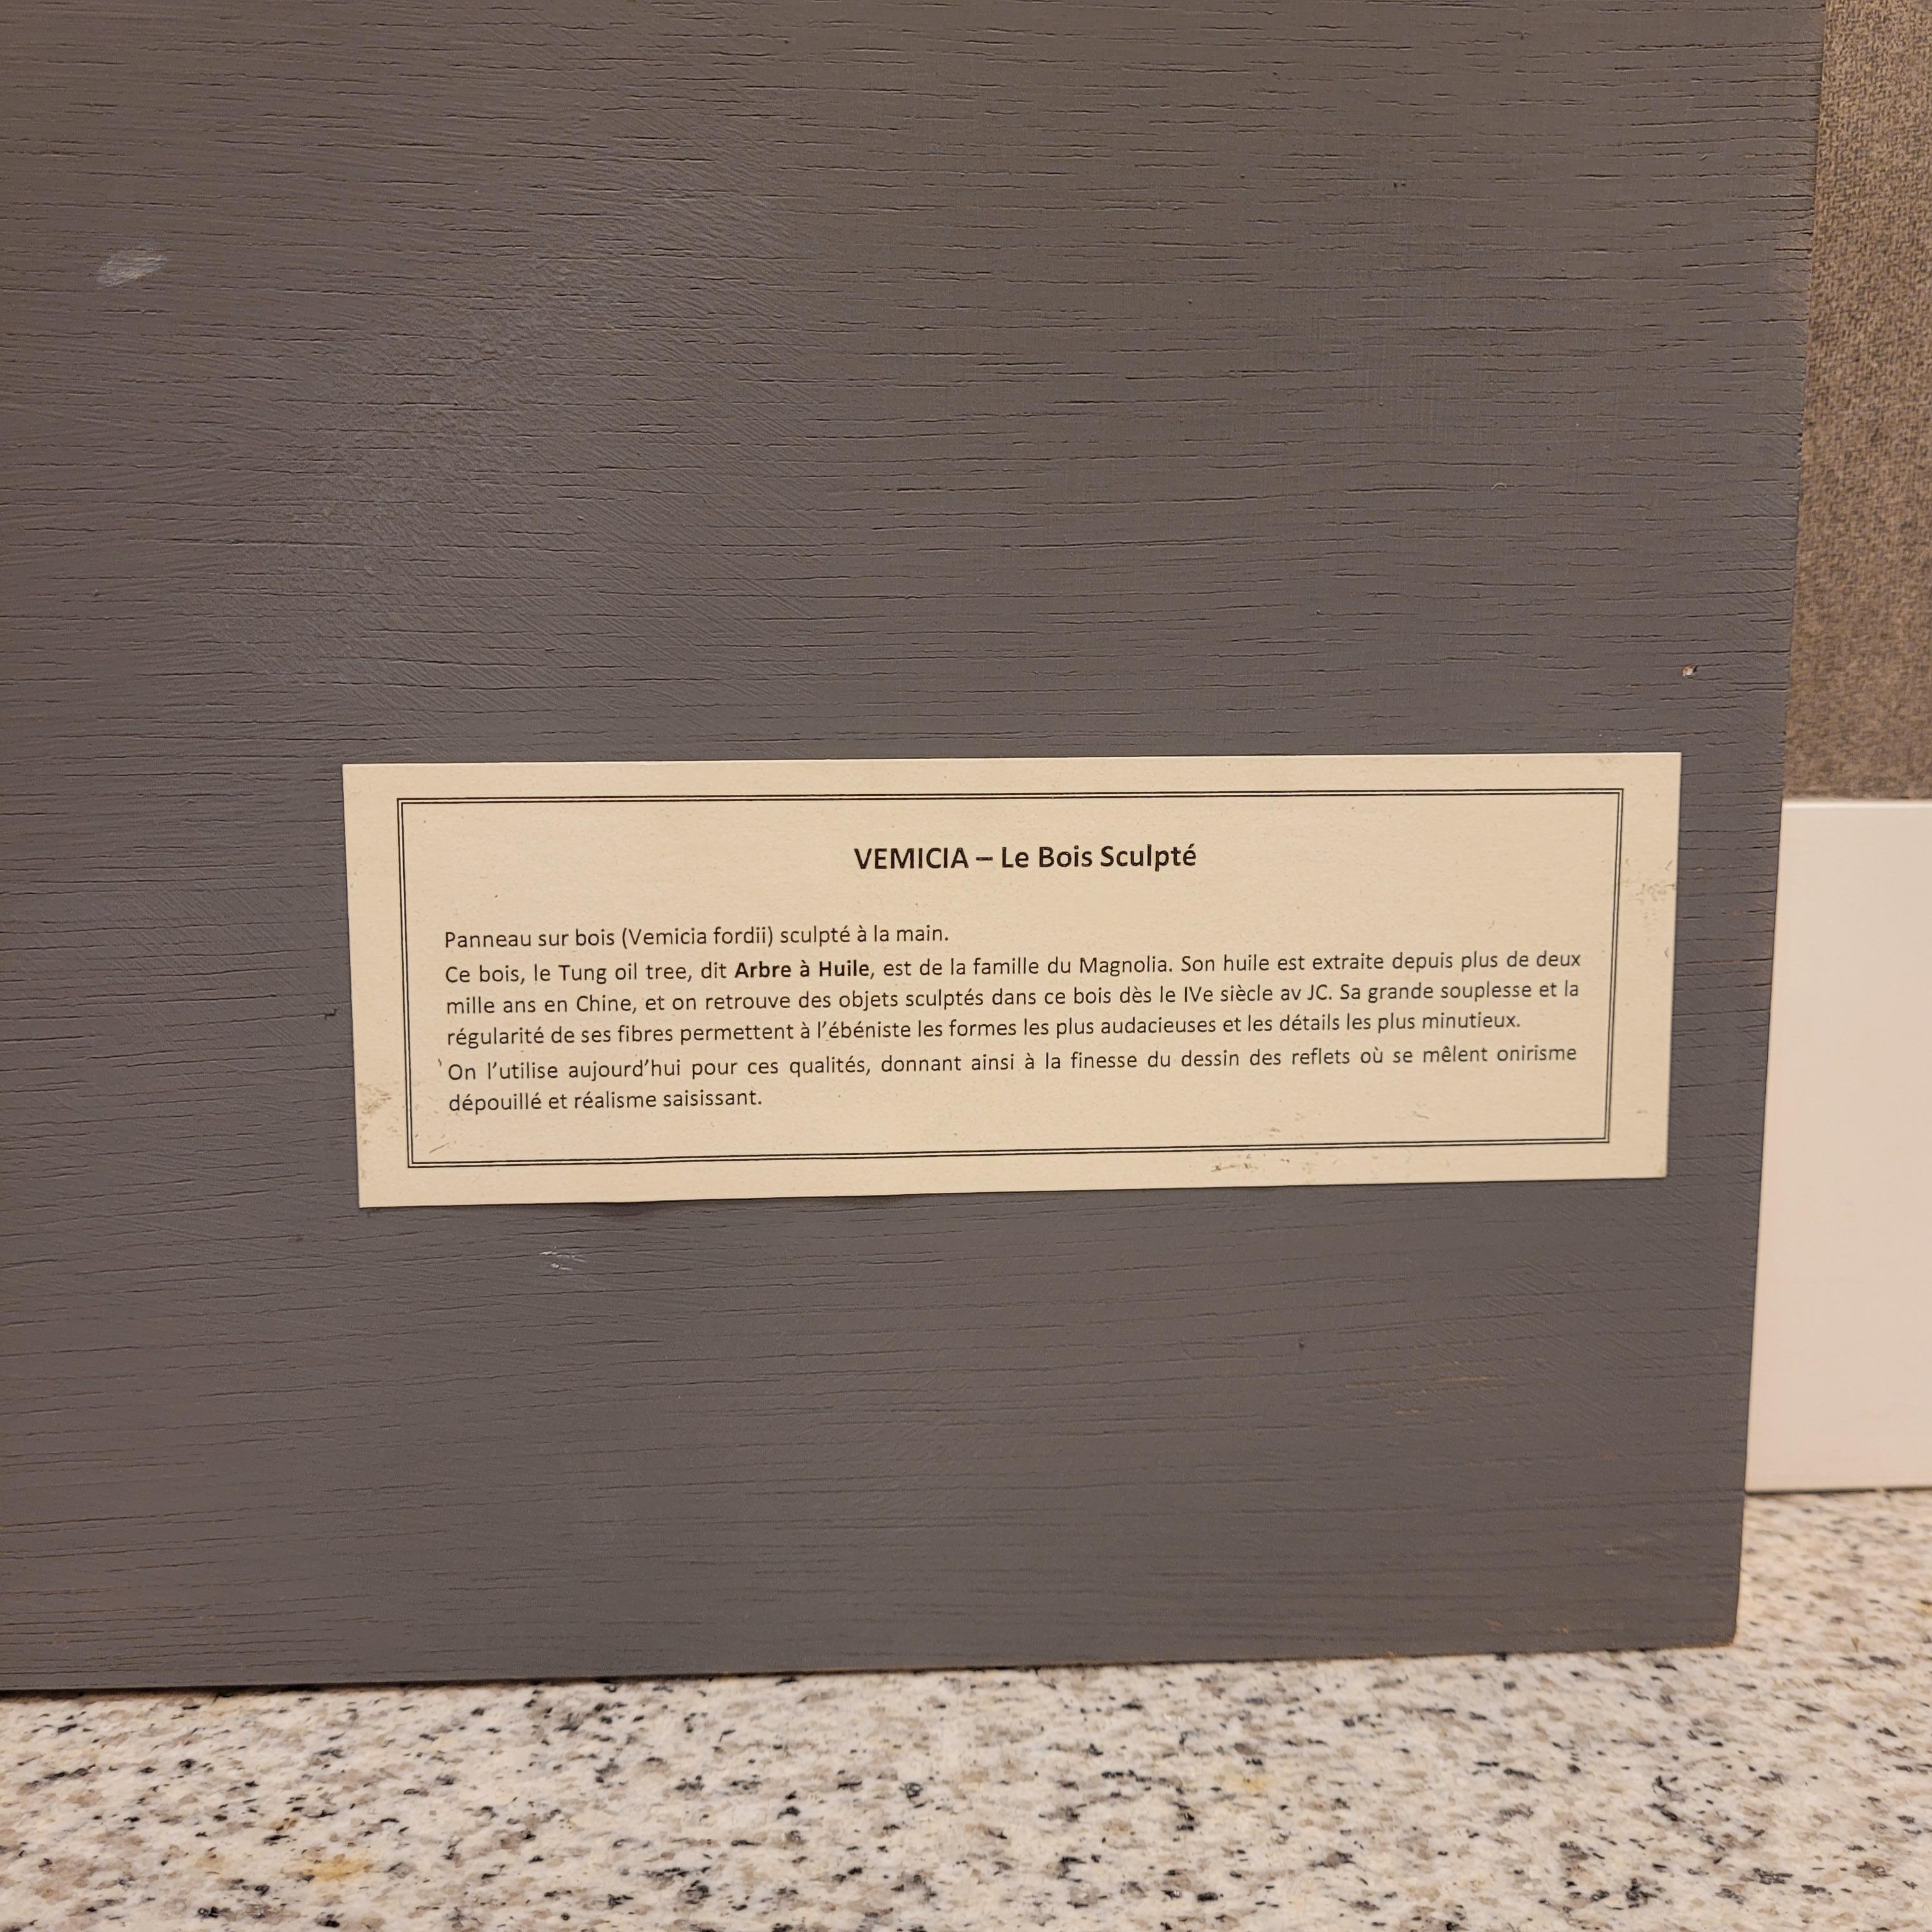 VEMICIA – Le Bois Sculpté
Panneau sur bois (Vemicia fordii) sculpté à la main.
Ce bois, le Tung oil tree, dit Arbre à Huile, est de la famille du Magnolia. Son huile est extraite depuis plus de deux
mille ans en Chine, et on retrouve des objets sculptés dans ce bois dès le IVe siècle av JC. Sa grande souplesse et la
régularité de ses fibres permettent à l'ébéniste les formes les plus audacieuses et les détails les plus minutieux.
On l'utilise aujourd'hui pour ces qualités, donnant ainsi à la finesse du dessin des reflets où se mêlent onirisme
dépouillé et réalisme saisissant.